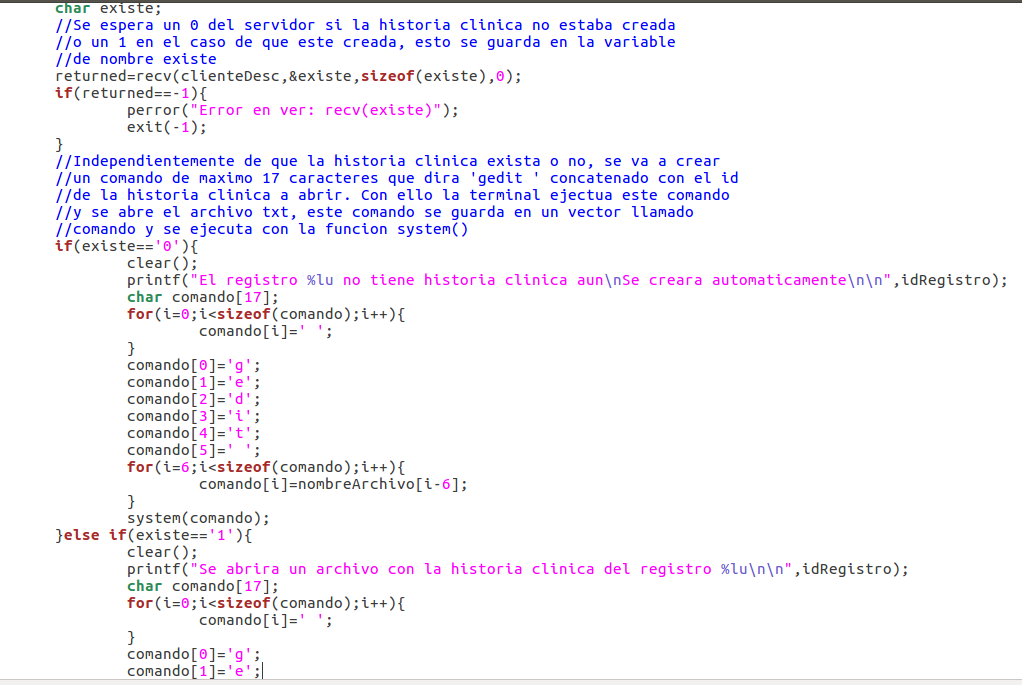 char existe;
//Se espera un 0 del servidor si la historia clinica no estaba creada
//o un 1 en el caso de que este creada, esto se guarda en la variable
//de nombre existe
returned=recv(clienteDesc,&existe,sizeof(existe),0);
if(returned==-1){
perror("Error en ver: recv(existe)");
exit(-1);
}
//Independientemente de que la historia clinica exista o no, se va a crear
//un comando de maximo 17 caracteres que dira 'gedit ' concatenado con el id
//de la historia clinica a abrir. Con ello la terminal ejectua este comando
//y se abre el archivo txt, este comando se guarda en un vector llamado
//comando y se ejecuta con la funcion system()
if(existe=='0'){
clear();
printf("El registro %lu no tiene historia clinica aun\nSe creara automaticamente\n\n",idRegistro);
char comando[17];
for(i=0;i<sizeof(comando);i++){
comando[i]=' ';
}
comando[0]='g';
comando[1]='e';
comando[2]='d';
comando[3]='i';
comando[4]='t';
comando[5]=' ';
for(i=6;i<sizeof(comando);i++){
comando[i]=nombreArchivo[i-6];
}
system(comando);
}else if(existe=='1'){
clear();
printf("Se abrira un archivo con la historia clinica del registro %lu\n\n",idRegistro);
char comando[17];
for(i=0;i<sizeof(comando);i++){
comando[i]=' ';
}
comando[0]='g';
comando[1]='e';